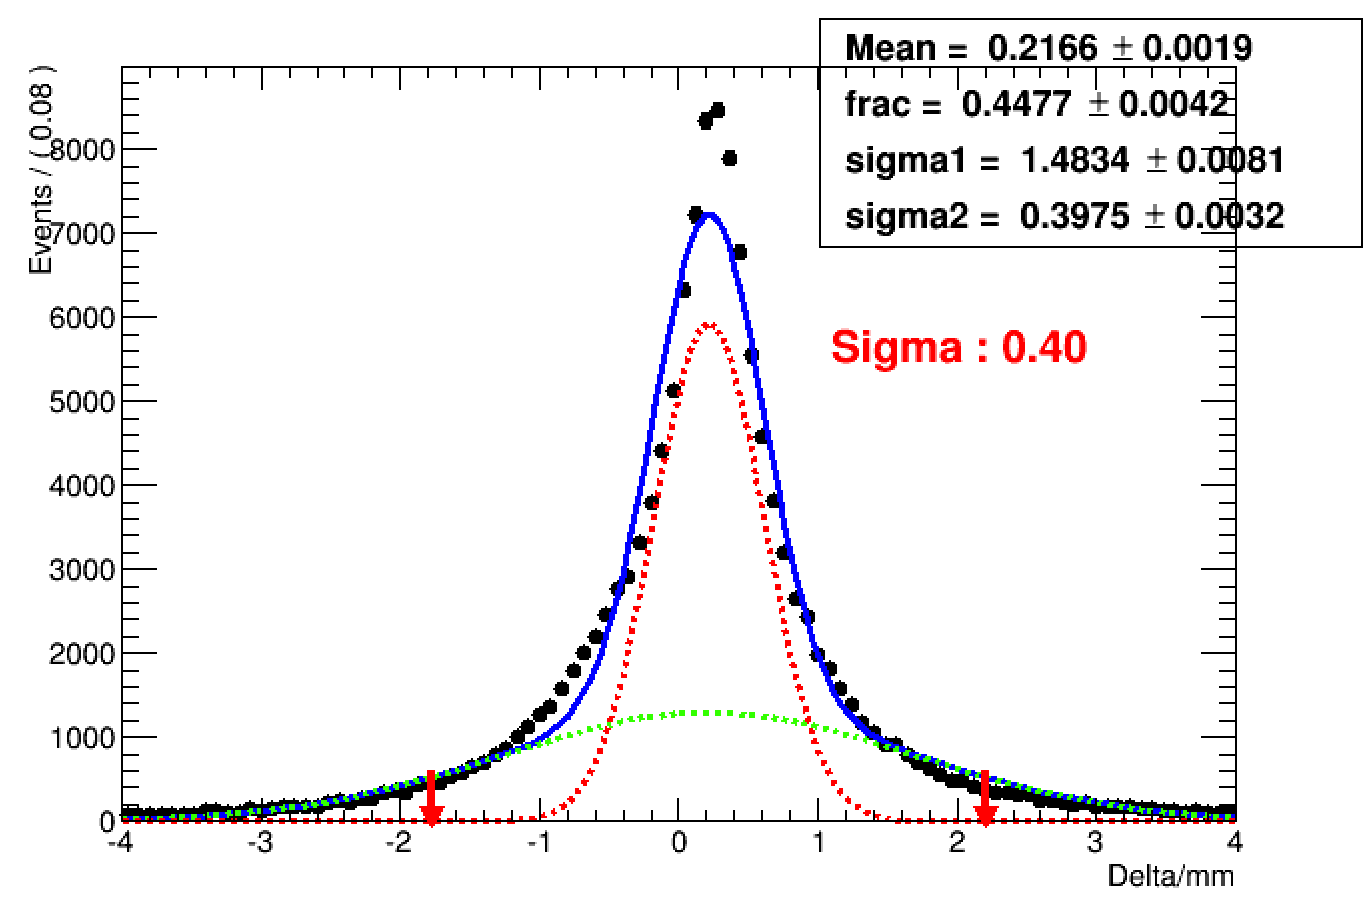 Mean = 0.2166 ± 0.0019
frac = 0.4477 ± 0.0042
sigma1 = 1.4834 ± 0.0081
sigma2 = 0.3975 ± 0.0032
Sigma : 0.40
Events / ( 0.08 )
8000
7000
6000
5000
4000
3000
2000
1000
0
-4 -3 -2 -1 0 1 2 3 4
Delta/mm